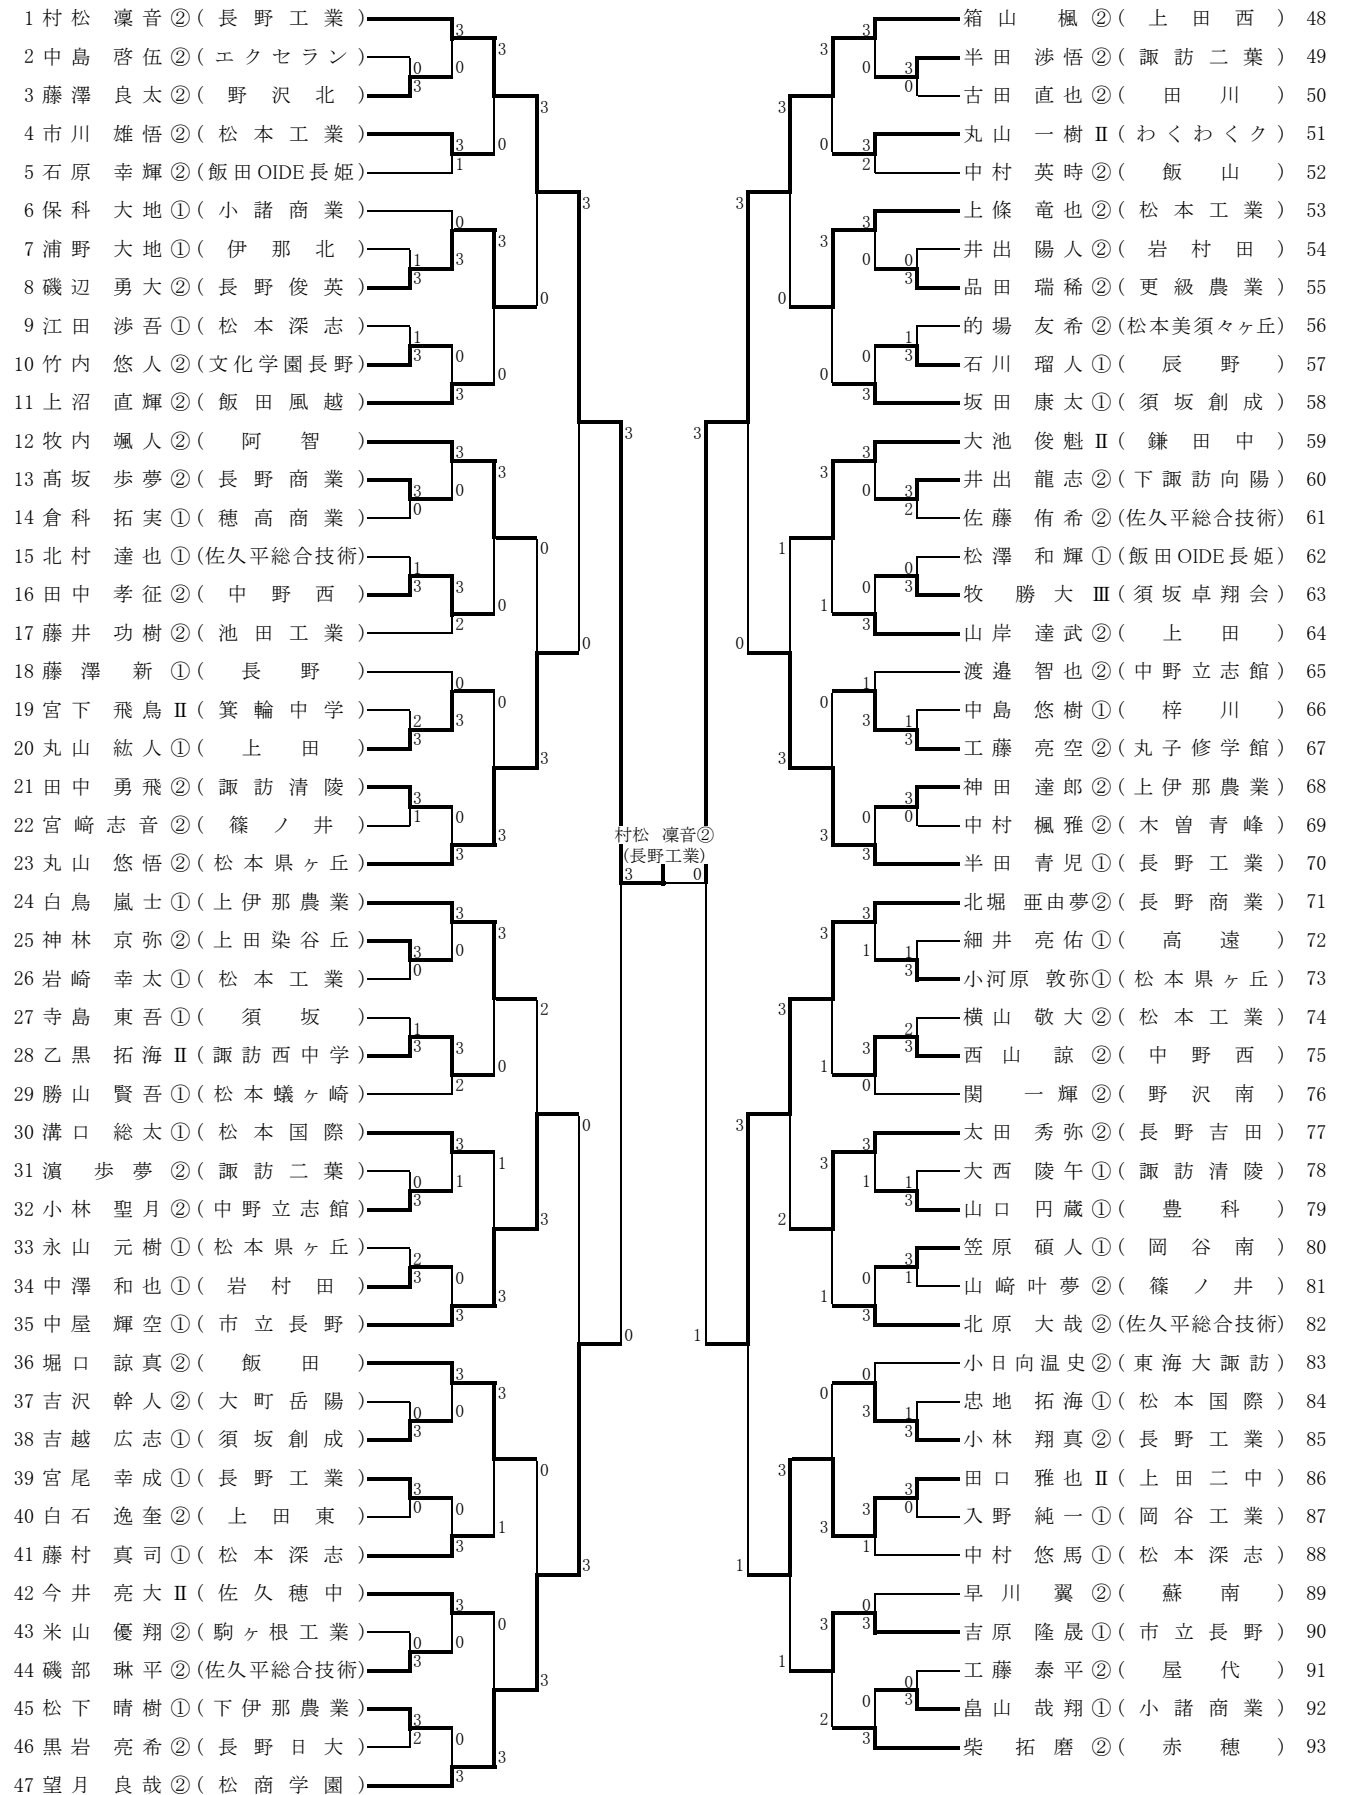 1 村松 凜音②(長野工業)
2 中島 啓伍②(エクセラン)
3 藤澤 良太②(野沢北)
4 市川 雄悟②(松本工業)
5 石原 幸輝②(飯田OIDE長姫)
6 保科 大地①(小諸商業)
7 浦野 大地①(伊那北)
8 磯辺 勇大②(長野俊英)
9 江田 渉吾①(松本深志)
10 竹内 悠人②(文化学園長野)
11 上沼 直輝②(飯田風越)
12 牧内 颯人②(阿智)
13 髙坂 歩夢②(長野商業)
14 倉科 拓実①(穂高商業)
15 北村 達也①(佐久平総合技術)
16 田中 孝征②(中野西)
17 藤井 功樹②(池田工業)
18 藤澤 新①(長野)
19 宮下 飛鳥Ⅱ(箕輪中学)
20 丸山 紘人①(上田)
21 田中 勇飛②(諏訪清陵)
22 宮﨑志音②(篠ノ井)
23 丸山 悠悟②(松本県ヶ丘)
24 白鳥 嵐士①(上伊那農業)
25 神林 京弥②(上田染谷丘)
26 岩崎 幸太①(松本工業)
27 寺島 東吾①(須坂)
28 乙黒 拓海Ⅱ(諏訪西中学)
29 勝山 賢吾①(松本蟻ヶ崎)
30 溝口 総太①(松本国際)
31 濵 歩夢②(諏訪二葉)
32 小林 聖月②(中野立志館)
33 永山 元樹①(松本県ヶ丘)
34 中澤 和也①(岩村田)
35 中屋 輝空①(市立長野)
36 堀口 諒真②(飯田)
37 吉沢 幹人②(大町岳陽)
38 吉越 広志①(須坂創成)
39 宮尾 幸成①(長野工業)
40 白石 逸奎②(上田東)
41 藤村 真司①(松本深志)
42 今井 亮大Ⅱ(佐久穂中)
43 米山 優翔②(駒ヶ根工業)
44 磯部 琳平②(佐久平総合技術)
45 松下 晴樹①(下伊那農業)
46 黒岩 亮希②(長野日大)
47 望月 良哉②(松商学園)
村松 凜音②
(長野工業)
3 0
箱山 楓②(上田西) 48
半田 渉悟②(諏訪二葉) 49
古田 直也②(田川) 50
丸山 一樹Ⅱ(わくわくク) 51
中村 英時②(飯山) 52
上條 竜也②(松本工業) 53
井出 陽人②(岩村田) 54
品田 瑞稀②(更級農業) 55
的場 友希②(松本美須々ヶ丘) 56
石川 瑠人①(辰野) 57
坂田 康太①(須坂創成) 58
大池 俊魁Ⅱ(鎌田中) 59
井出 龍志②(下諏訪向陽) 60
佐藤 侑希②(佐久平総合技術) 61
松澤 和輝①(飯田OIDE長姫) 62
牧 勝大Ⅲ(須坂卓翔会) 63
山岸 達武②(上田) 64
渡邉 智也②(中野立志館) 65
中島 悠樹①(梓川) 66
工藤 亮空②(丸子修学館) 67
神田 達郎②(上伊那農業) 68
中村 楓雅②(木曽青峰) 69
半田 青児①(長野工業) 70
北堀 亜由夢②(長野商業) 71
細井 亮佑①(高遠) 72
小河原 敦弥①(松本県ヶ丘) 73
横山 敬大②(松本工業) 74
西山 諒②(中野西) 75
関 一輝②(野沢南) 76
太田 秀弥②(長野吉田) 77
大西 陵午①(諏訪清陵) 78
山口 円蔵①(豊科) 79
笠原 碩人①(岡谷南) 80
山﨑叶夢②(篠ノ井) 81
北原 大哉②(佐久平総合技術) 82
小日向温史②(東海大諏訪) 83
忠地 拓海①(松本国際) 84
小林 翔真②(長野工業) 85
田口 雅也Ⅱ(上田二中) 86
入野 純一①(岡谷工業) 87
中村 悠馬①(松本深志) 88
早川 翼②(蘇南) 89
吉原 隆晟①(市立長野) 90
工藤 泰平②(屋代) 91
畠山 哉翔①(小諸商業) 92
柴 拓磨②(赤穂) 93